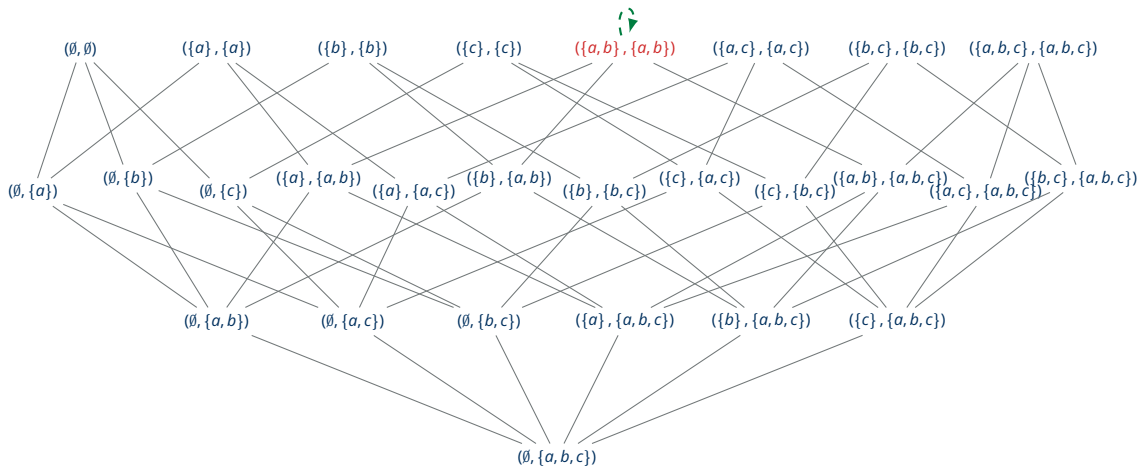 (∅,∅) ({a},{a}) ({b},{b}) ({c},{c}) ({a,b},{a,b}) ({a,c},{a,c}) ({b,c},{b,c}) ({a,b,c},{a,b,c})
(∅,{a}) (∅,{b}) (∅,{c}) ({a},{a,b}) ({a},{a,c}) ({b},{a,b}) ({b},{b,c}) ({c},{a,c}) ({c},{b,c}) ({a,b},{a,b,c}) ({a,c},{a,b,c}) ({b,c},{a,b,c})
(∅,{a,b}) (∅,{a,c}) (∅,{b,c}) ({a},{a,b,c}) ({b},{a,b,c}) ({c},{a,b,c})
(∅,{a,b,c})